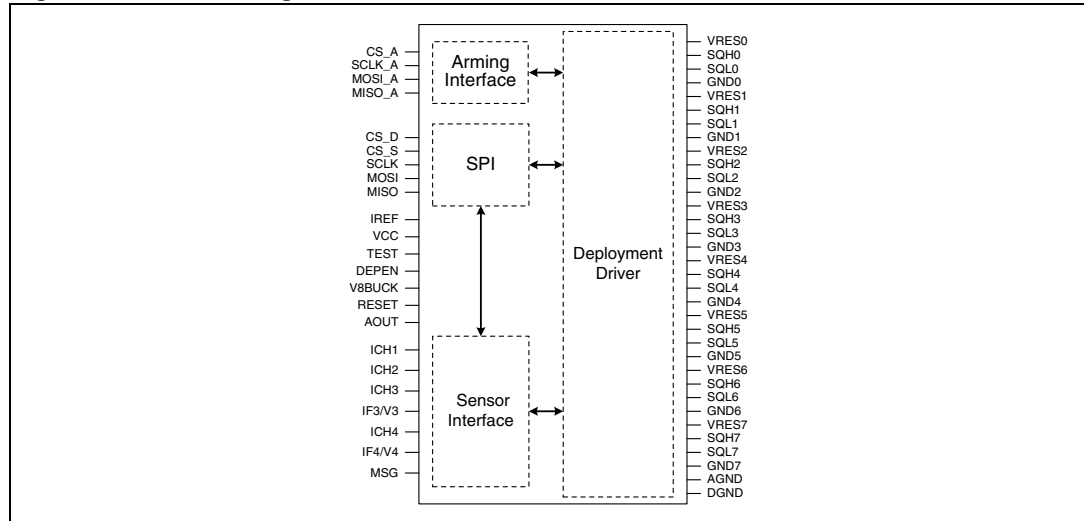 CS_A
SCLK_A
MOSI_A
MISO_A
CS_D
CS_S
SCLK
MOSI
MISO
IREF
VCC
TEST
DEPEN
V8BUCK
RESET
AOUT
ICH1
ICH2
ICH3
IF3/V3
ICH4
IF4/V4
MSG
Arming
Interface
SPI
Sensor
Interface
Deployment
Driver
VRES0
SQH0
SQL0
GND0
VRES1
SQH1
SQL1
GND1
VRES2
SQH2
SQL2
GND2
VRES3
SQH3
SQL3
GND3
VRES4
SQH4
SQL4
GND4
VRES5
SQH5
SQL5
GND5
VRES6
SQH6
SQL6
GND6
VRES7
SQH7
SQL7
GND7
AGND
DGND